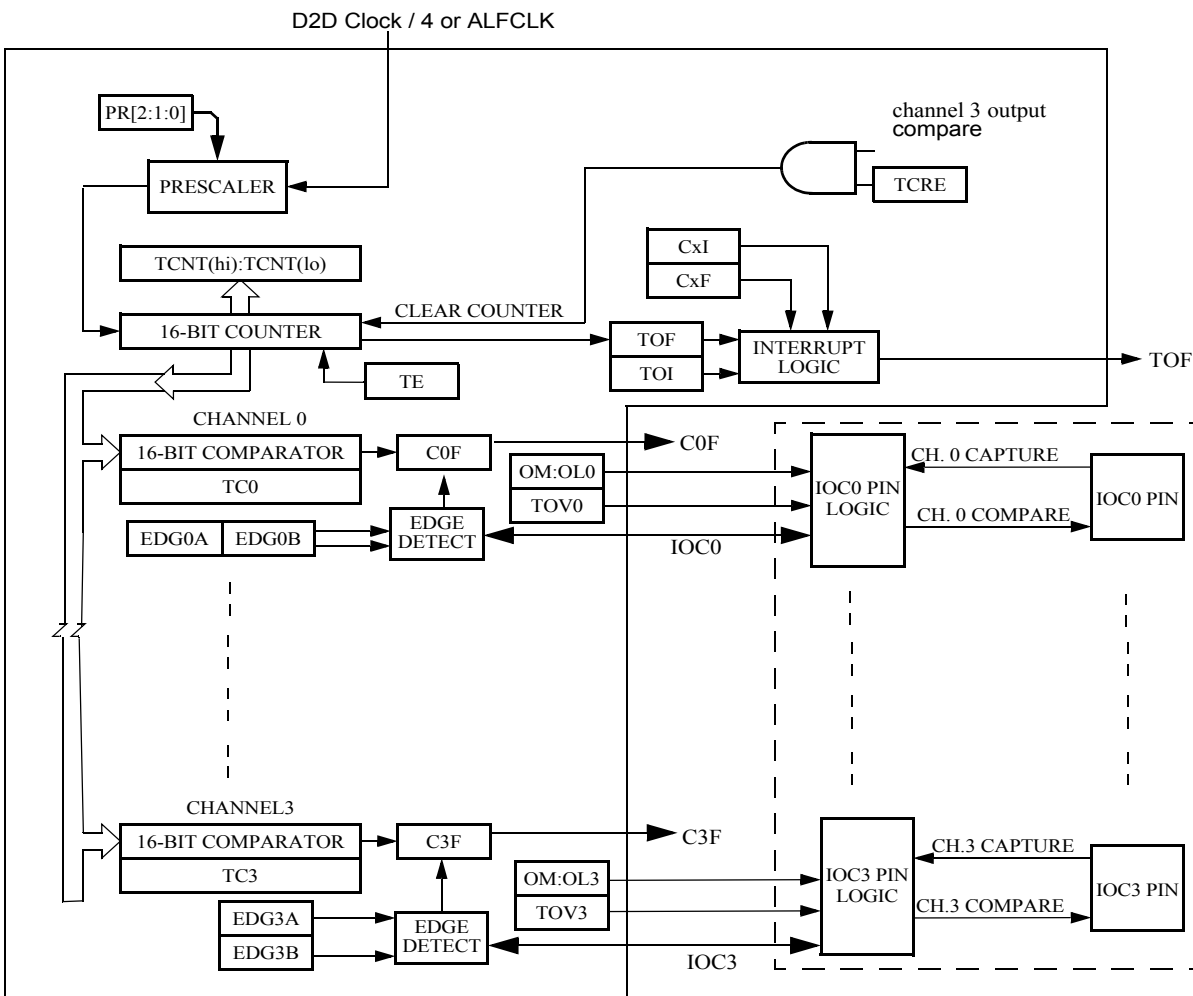 D2D Clock / 4 or ALFCLK
PR[2:1:0]
channel 3 output
compare
PRESCALER
TCRE
CxI
TCNT(hi):TCNT(lo)
CxF
CLEAR COUNTER
16-BIT COUNTER
TOF
INTERRUPT
LOGIC
TOF
TOI
TE
CHANNEL 0
16-BIT COMPARATOR
C0F
C0F
TC0
OM:OL0
TOV0
IOC0 PIN
LOGIC
CH. 0 CAPTURE
IOC0 PIN
CH. 0 COMPARE
EDG0A
EDG0B
EDGE
DETECT
IOC0
CHANNEL3
16-BIT COMPARATOR
C3F
C3F
TC3
OM:OL3
TOV3
IOC3 PIN
LOGIC
CH.3 CAPTURE
IOC3 PIN
CH.3 COMPARE
EDG3A
EDG3B
EDGE
DETECT
IOC3